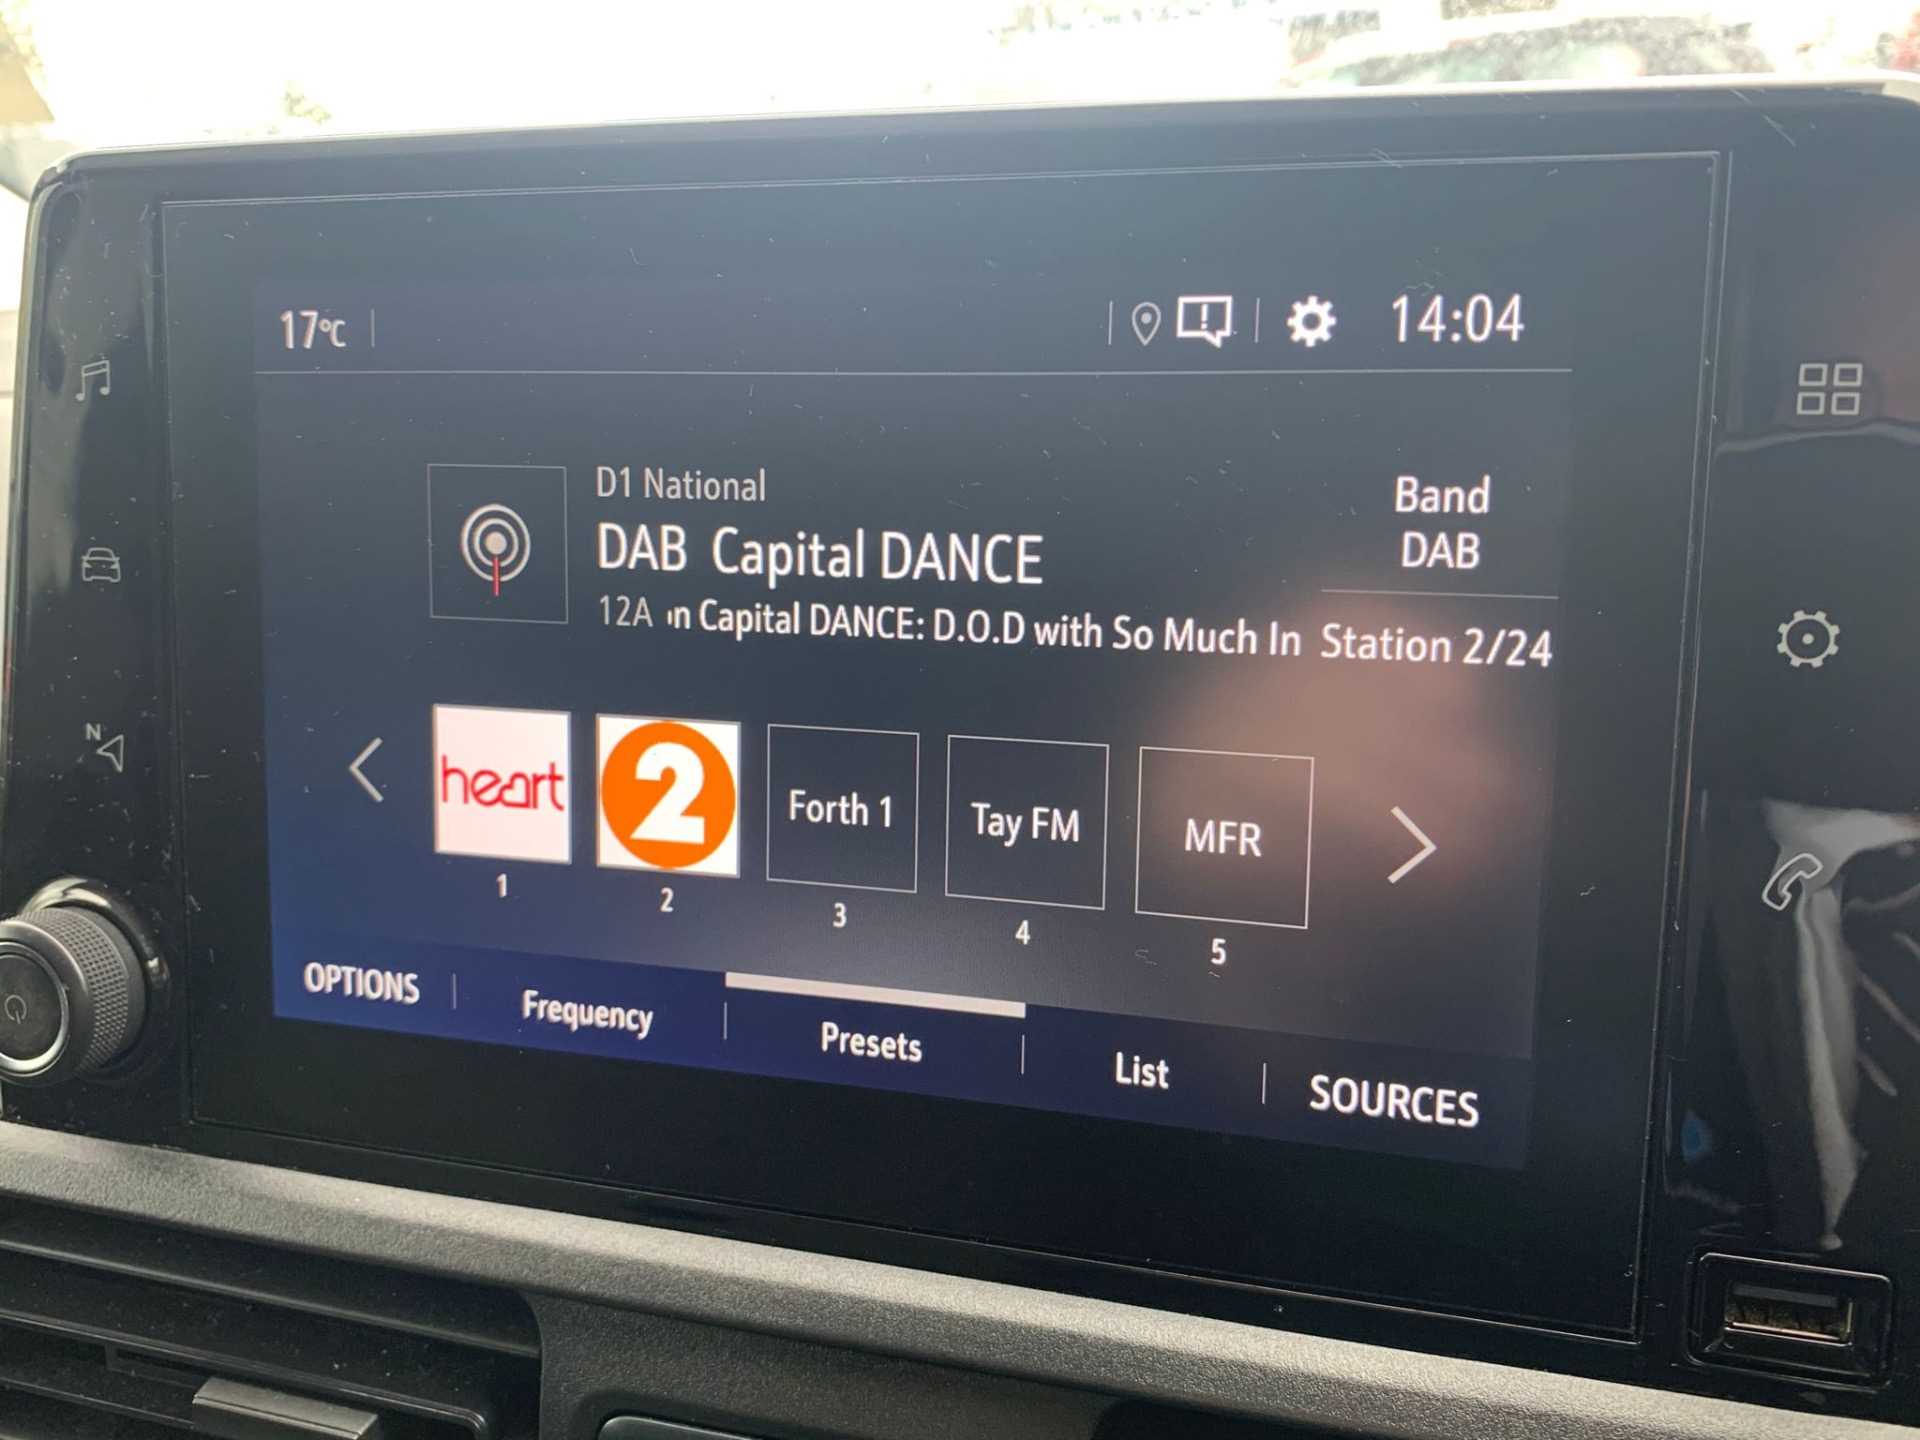 17°C
14:04
N
D1 National
DAB Capital DANCE
12A in Capital DANCE: D.O.D with So Much In
Band
DAB
Station 2/24
heart
2
Forth 1
Tay FM
MFR
1
2
3
4
5
OPTIONS
Frequency
Presets
List
SOURCES